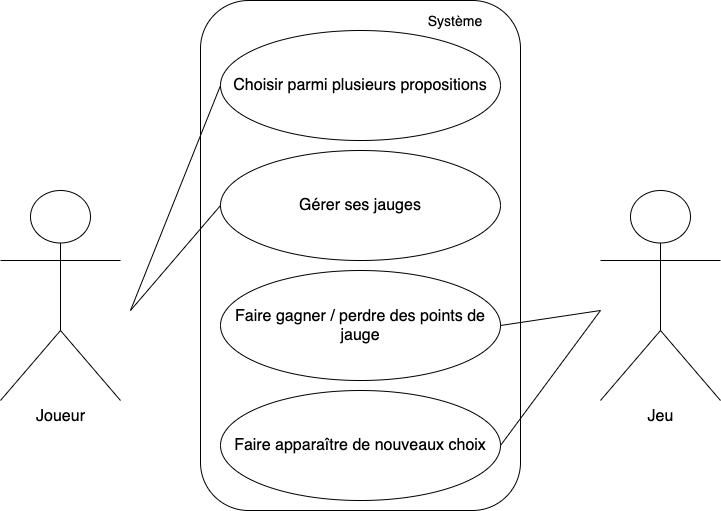 Système
Choisir parmi plusieurs propositions
Gérer ses jauges
Faire gagner / perdre des points de
jauge
Faire apparaître de nouveaux choix
Joueur
Jeu